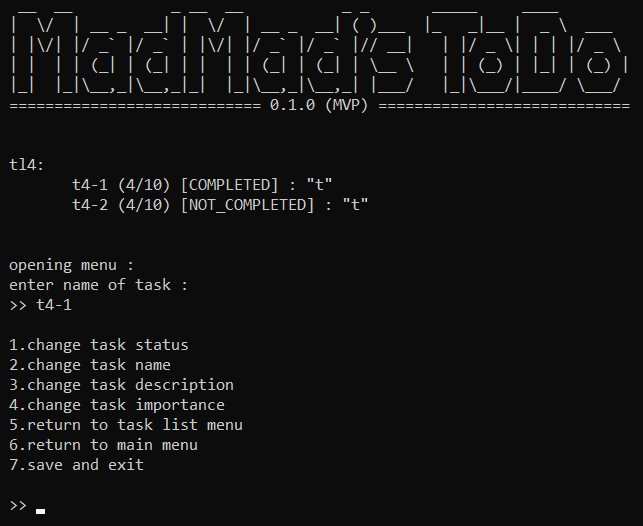 MadMad's ToDo
=========================== 0.1.0 (MVP) ===========================
tl4:
t4-1 (4/10) [COMPLETED] : "t"
t4-2 (4/10) [NOT_COMPLETED] : "t"
opening menu :
enter name of task :
>> t4-1
1.change task status
2.change task name
3.change task description
4.change task importance
5.return to task list menu
6.return to main menu
7.save and exit
>>